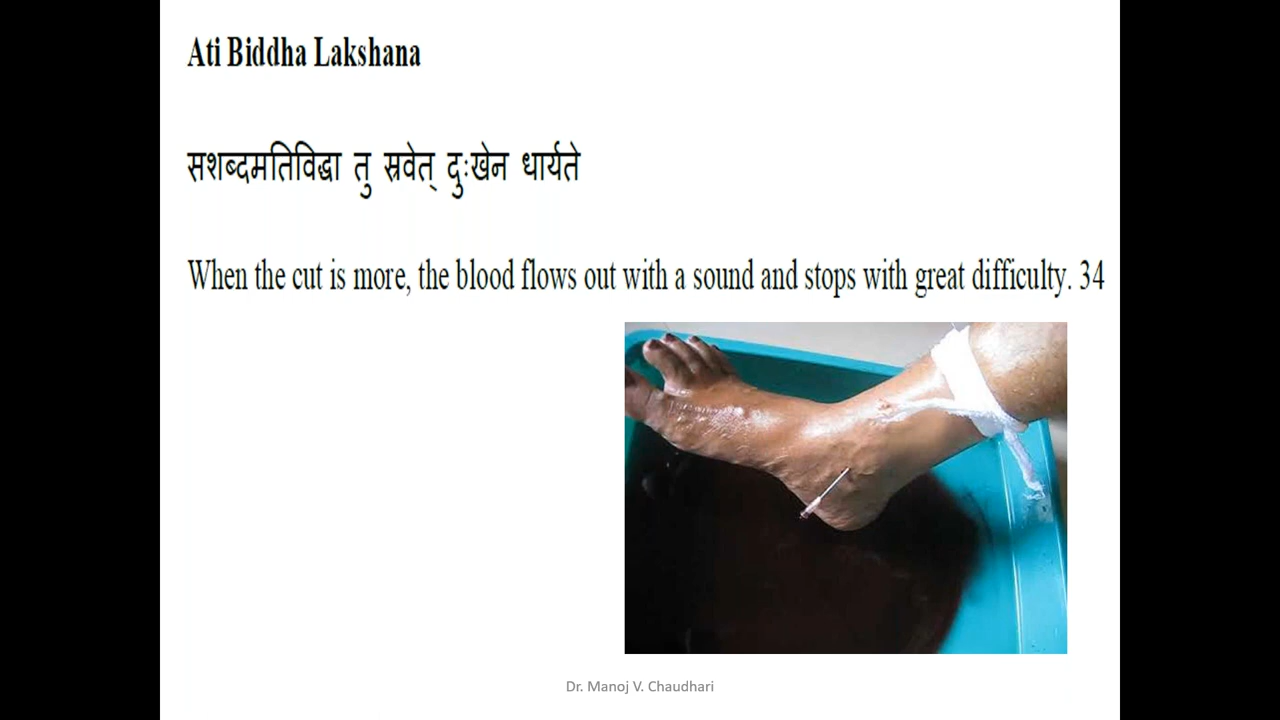 Ati Biddha Lakshana
सशब्दमतिविद्धा तु स्रवेत् दुःखेन धार्यते
When the cut is more, the blood flows out with a sound and stops with great difficulty. 34
Dr. Manoj V. Chaudhari